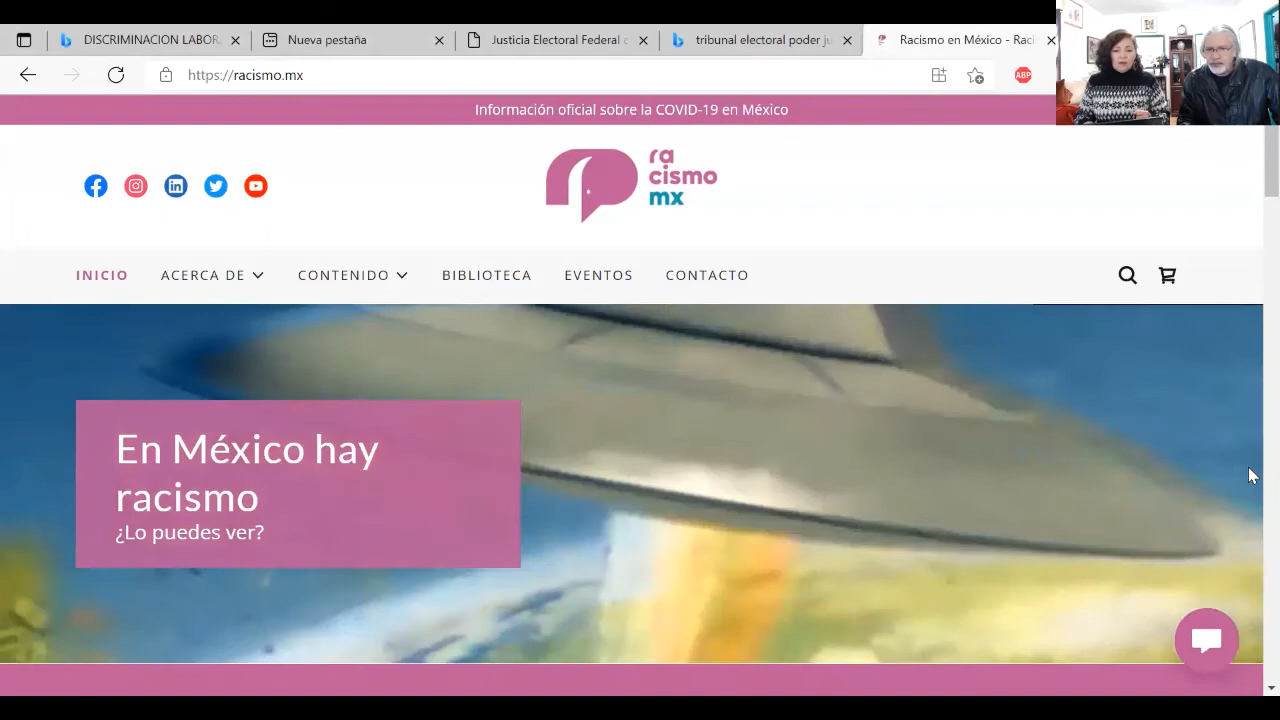 DISCRIMINACION LABOR
Nueva pestaña
Justicia Electoral Federal
tribunal electoral poder ju
Racismo en México - Raci
https://racismo.mx
ABP
Información oficial sobre la COVID-19 en México
ra
cismo
mx
INICIO
ACERCA DE
CONTENIDO
BIBLIOTECA
EVENTOS
CONTACTO
En México hay
racismo
¿Lo puedes ver?